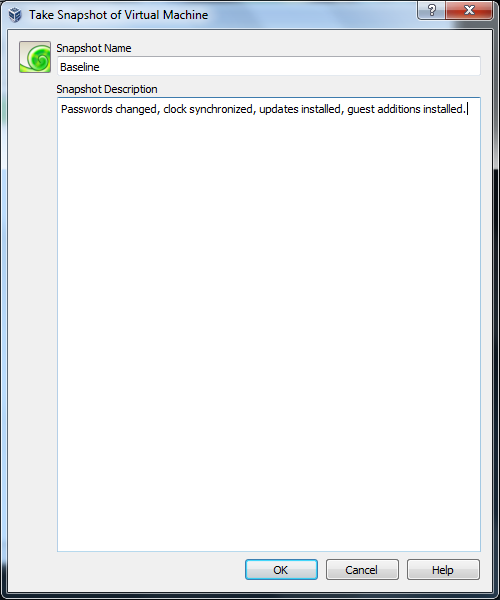 Take Snapshot of Virtual Machine
Snapshot Name
Baseline
Snapshot Description
Passwords changed, clock synchronized, updates installed, guest additions installed.
OK Cancel Help